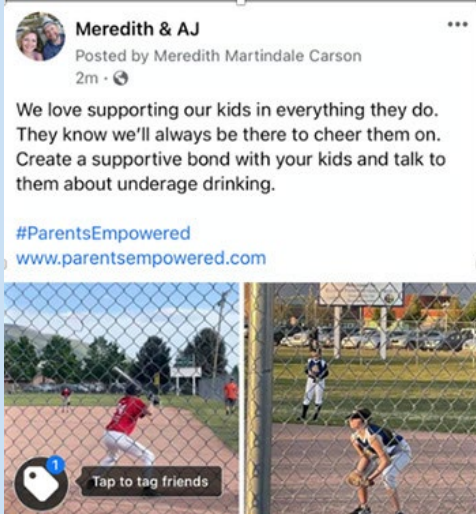 Meredith & AJ
Posted by Meredith Martindale Carson
2m ·
We love supporting our kids in everything they do.
They know we’ll always be there to cheer them on.
Create a supportive bond with your kids and talk to
them about underage drinking.
#ParentsEmpowered
www.parentsempowered.com
1
Tap to tag friends